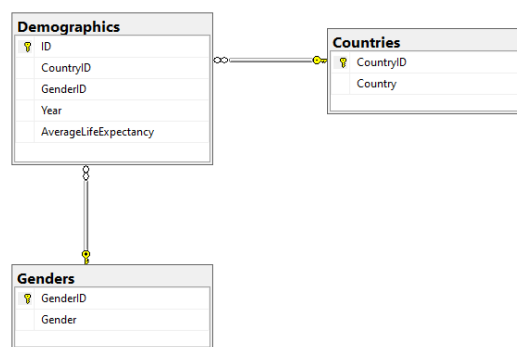 Demographics
ID
CountryID
GenderID
Year
AverageLifeExpectancy
Countries
CountryID
Country
Genders
GenderID
Gender